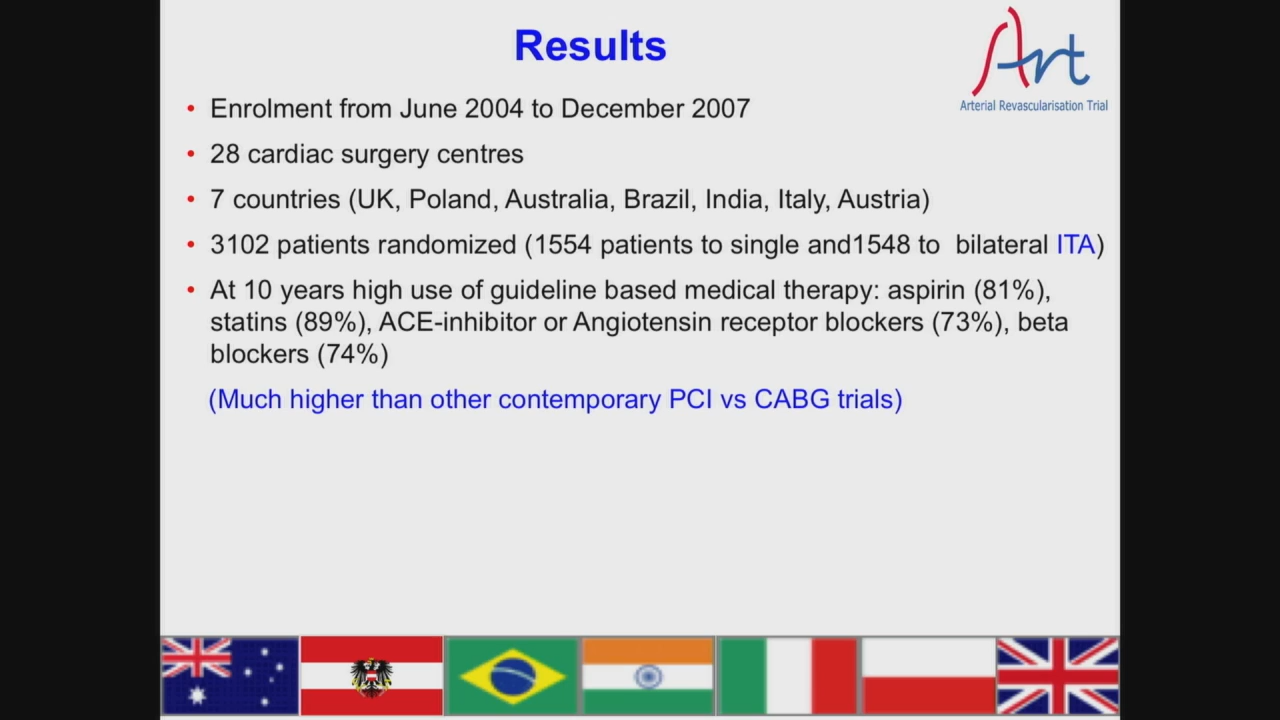 Results
Art
Arterial Revascularisation Trial
• Enrolment from June 2004 to December 2007
• 28 cardiac surgery centres
• 7 countries (UK, Poland, Australia, Brazil, India, Italy, Austria)
• 3102 patients randomized (1554 patients to single and1548 to  bilateral ITA)
• At 10 years high use of guideline based medical therapy: aspirin (81%),
statins (89%), ACE-inhibitor or Angiotensin receptor blockers (73%), beta
blockers (74%)
(Much higher than other contemporary PCI vs CABG trials)